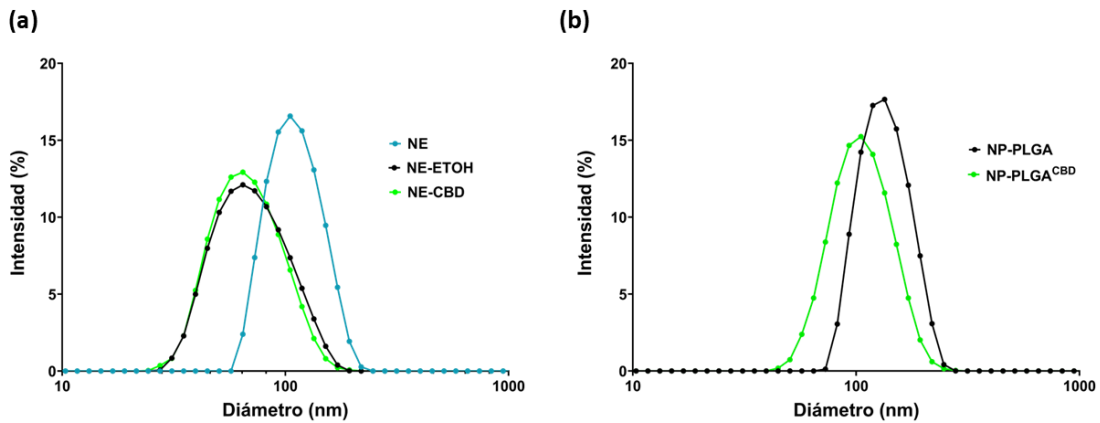 (a)
20
15
10
5
0
Intensidad (%)
10
100
1000
Diámetro (nm)
NE
NE-ETOH
NE-CBD
(b)
20
15
10
5
0
Intensidad (%)
10
100
1000
Diámetro (nm)
NP-PLGA
NP-PLGA^CBD